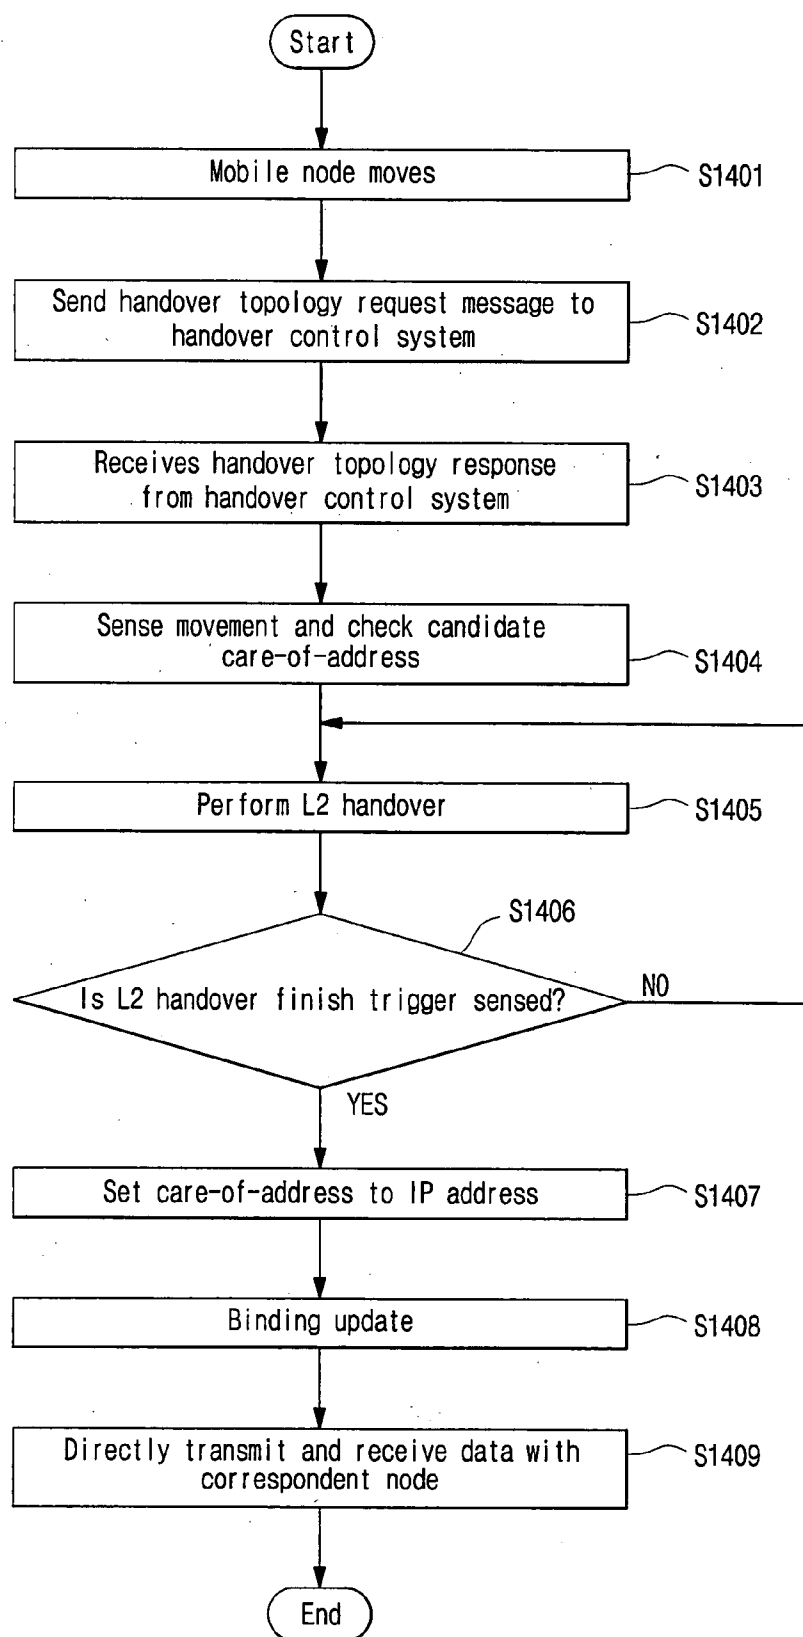 Start
Mobile node moves
S1401
Send handover topology request message to
handover control system
S1402
Receives handover topology response
from handover control system
S1403
Sense movement and check candidate
care-of-address
S1404
Perform L2 handover
S1405
S1406
Is L2 handover finish trigger sensed?
NO
YES
Set care-of-address to IP address
S1407
Binding update
S1408
Directly transmit and receive data with
correspondent node
S1409
End